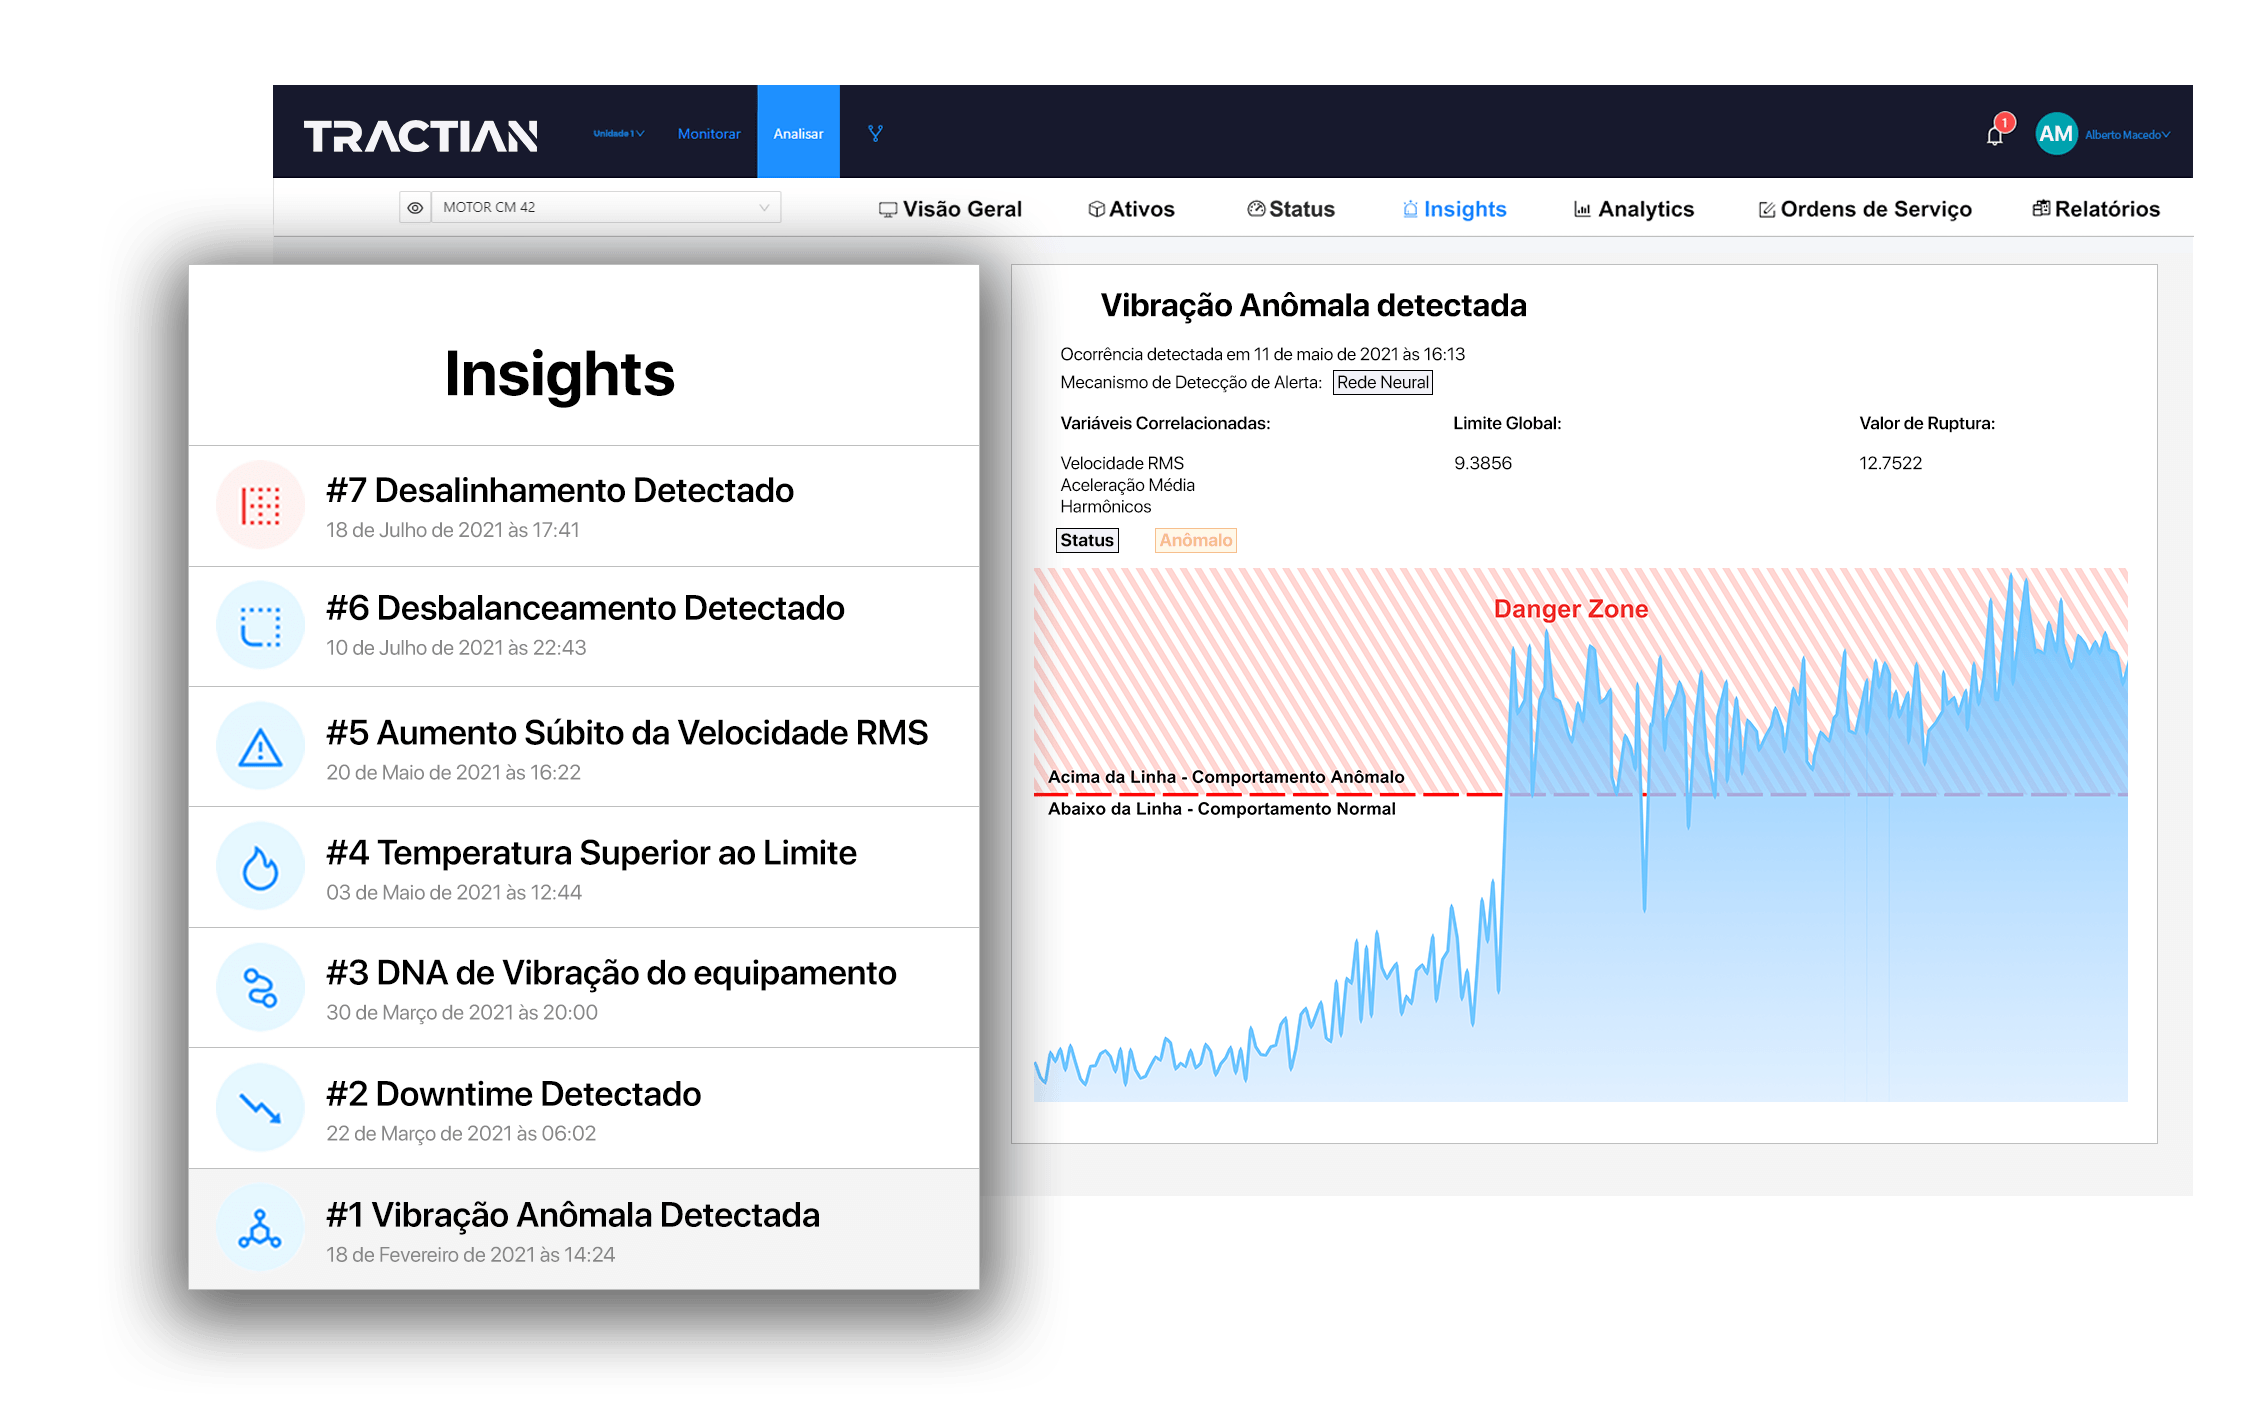 TRACTIAN
Unidade 1
Monitorar
Analisar
1
AM
Alberto Macedo
MOTOR CM 42
Visão Geral
Ativos
Status
Insights
Analytics
Ordens de Serviço
Relatórios
Insights
#7 Desalinhamento Detectado
18 de Julho de 2021 às 17:41
#6 Desbalanceamento Detectado
10 de Julho de 2021 às 22:43
#5 Aumento Súbito da Velocidade RMS
20 de Maio de 2021 às 16:22
#4 Temperatura Superior ao Limite
03 de Maio de 2021 às 12:44
#3 DNA de Vibração do equipamento
30 de Março de 2021 às 20:00
#2 Downtime Detectado
22 de Março de 2021 às 06:02
#1 Vibração Anômala Detectada
18 de Fevereiro de 2021 às 14:24
Vibração Anômala detectada
Ocorrência detectada em 11 de maio de 2021 às 16:13
Mecanismo de Detecção de Alerta: Rede Neural
Variáveis Correlacionadas: Limite Global: Valor de Ruptura:
Velocidade RMS 9.3856 12.7522
Aceleração Média
Harmônicos
Status Anômalo
Danger Zone
Acima da Linha - Comportamento Anômalo
Abaixo da Linha - Comportamento Normal